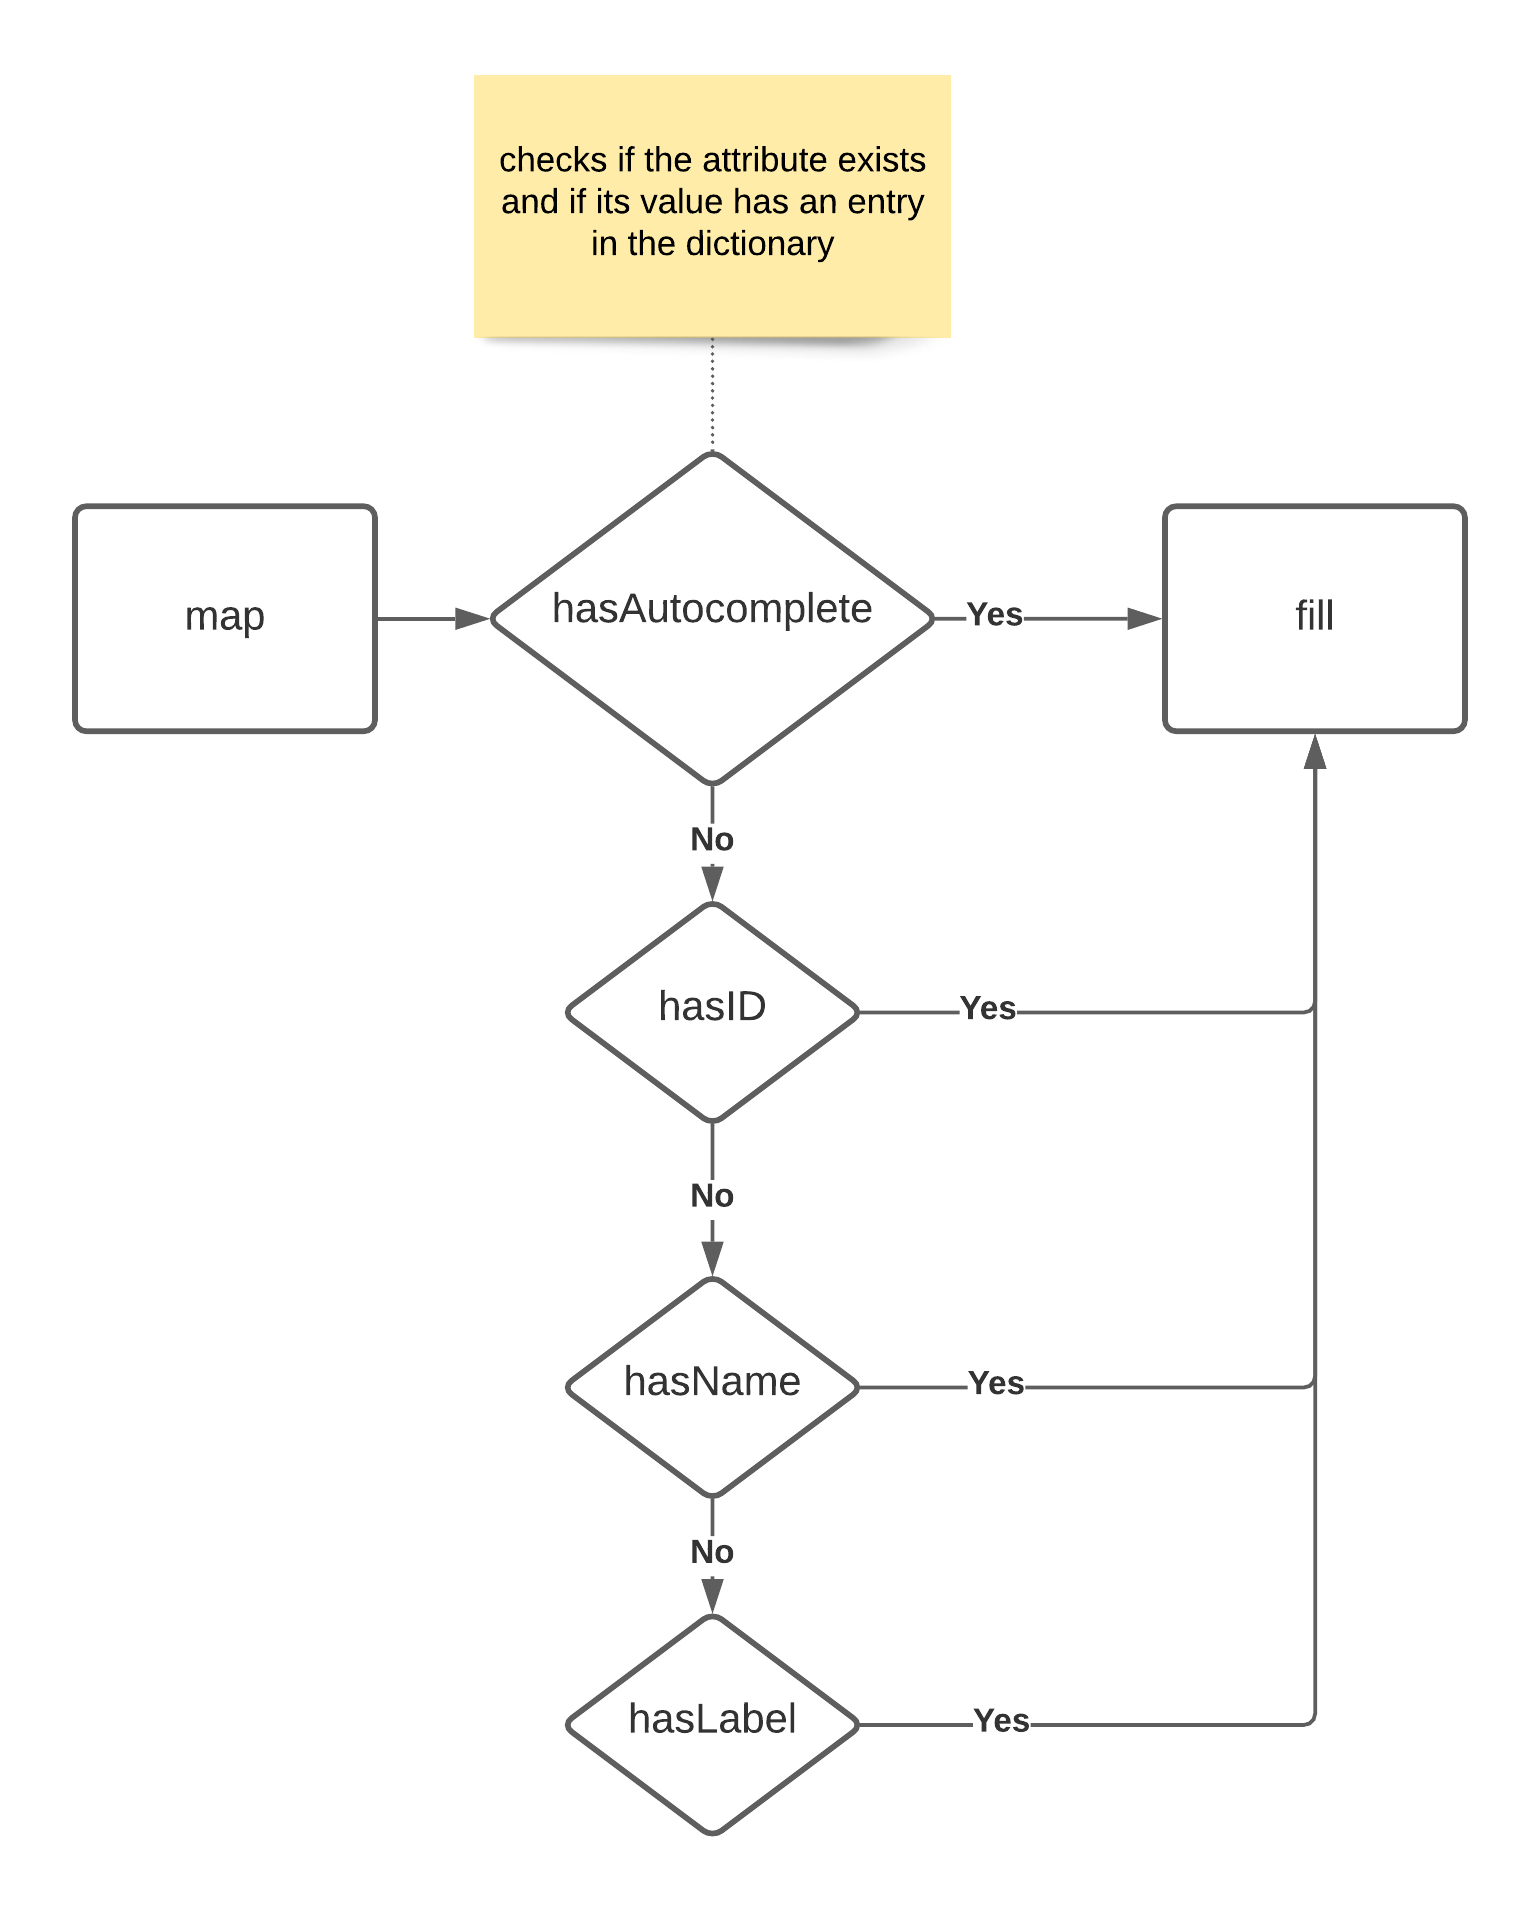 checks if the attribute exists
and if its value has an entry
in the dictionary
map
hasAutocomplete
Yes
fill
No
hasID
Yes
No
hasName
Yes
No
hasLabel
Yes